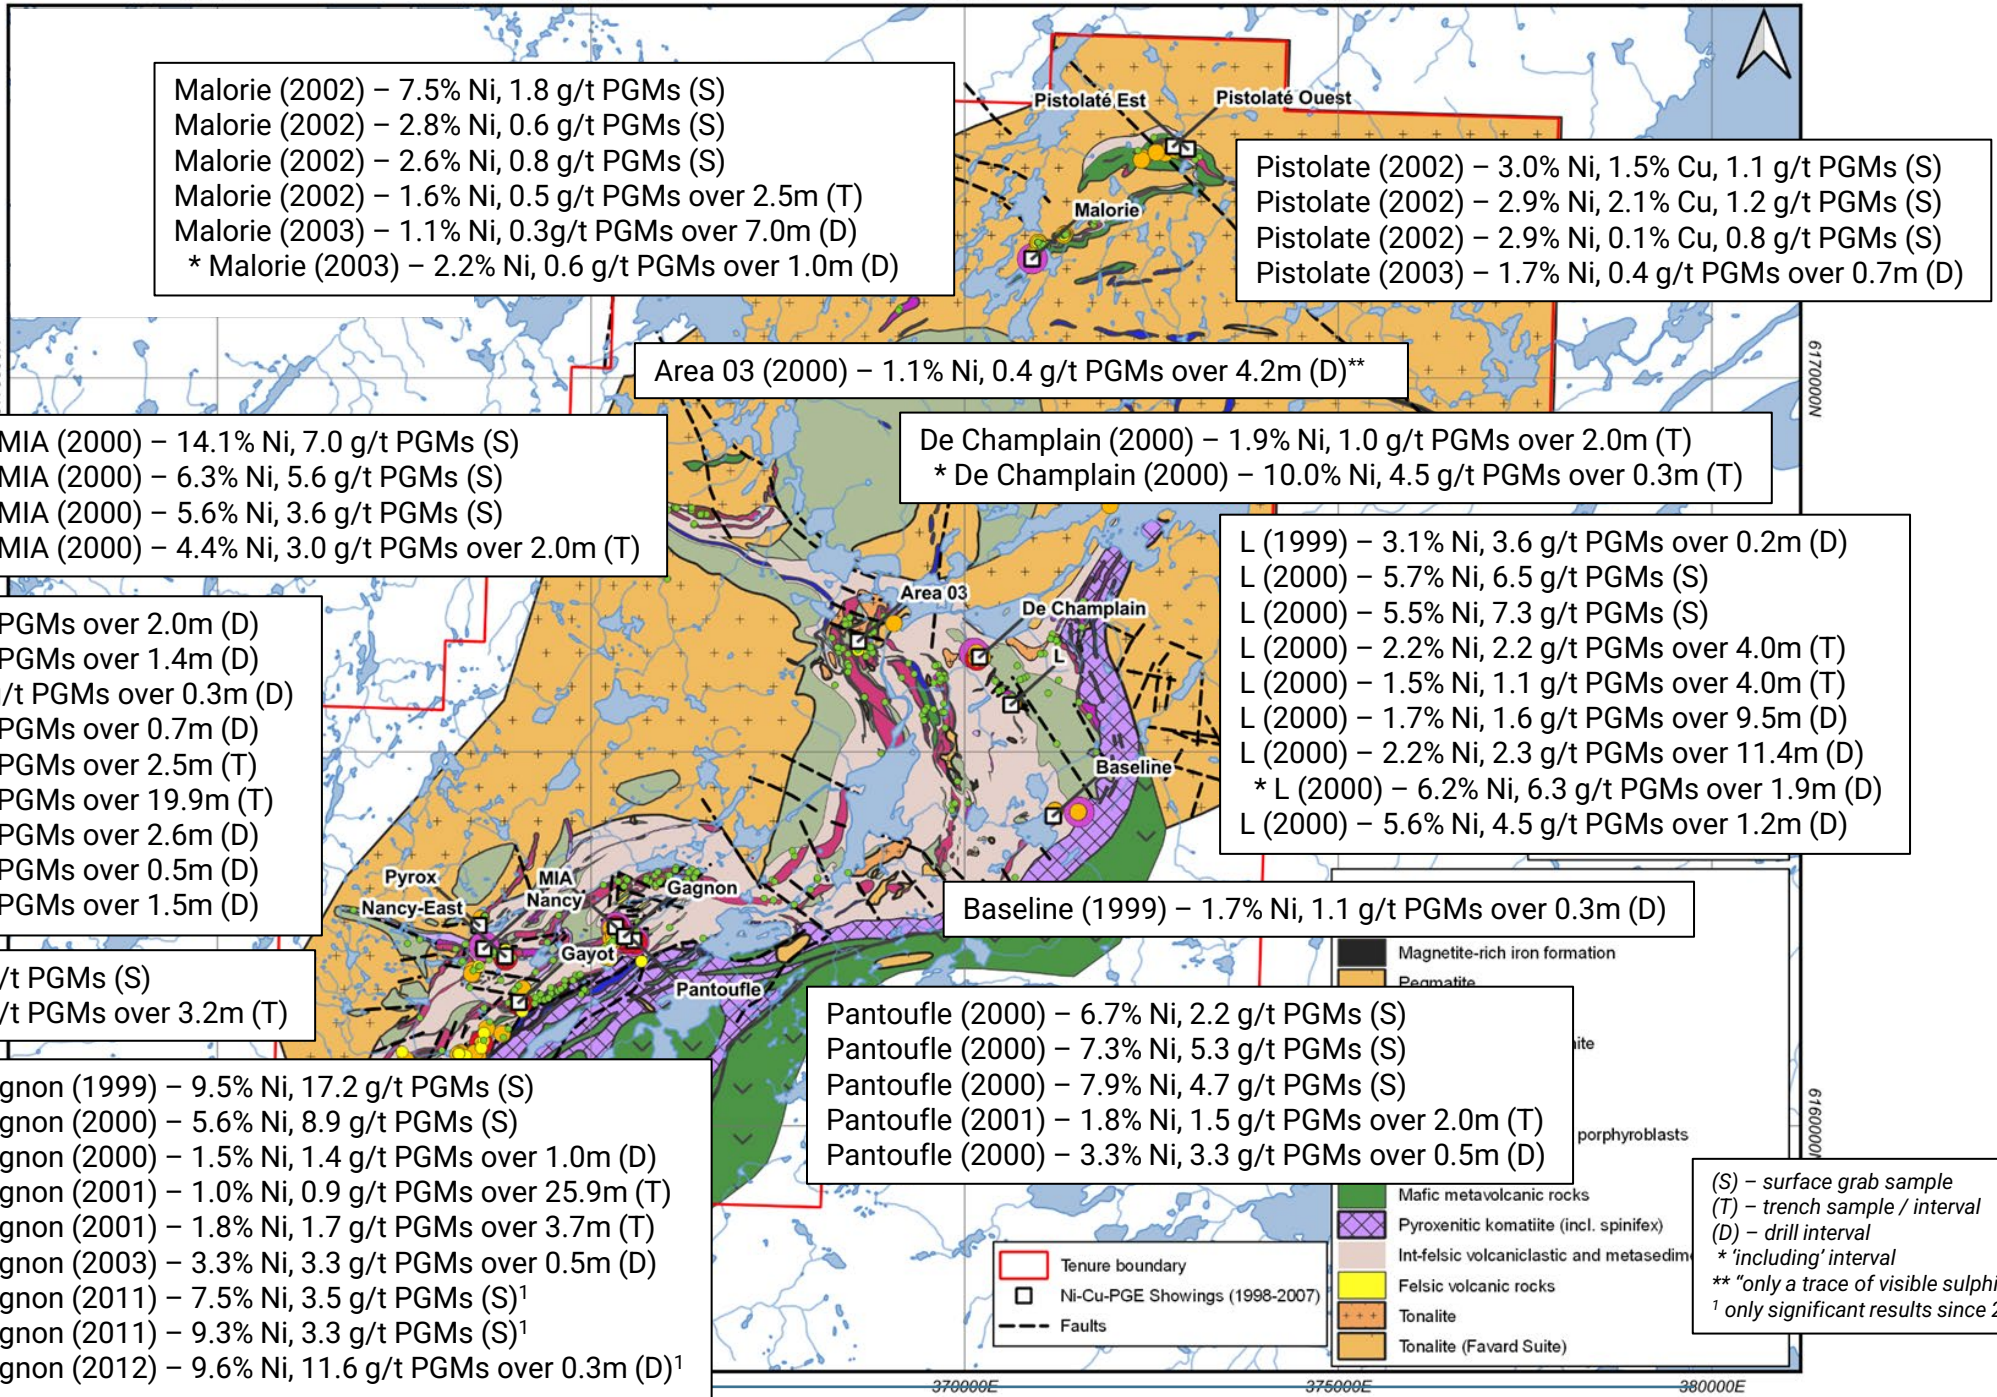 Malorie (2002) – 7.5% Ni, 1.8 g/t PGMs (S)
Malorie (2002) – 2.8% Ni, 0.6 g/t PGMs (S)
Malorie (2002) – 2.6% Ni, 0.8 g/t PGMs (S)
Malorie (2002) – 1.6% Ni, 0.5 g/t PGMs over 2.5m (T)
Malorie (2003) – 1.1% Ni, 0.3g/t PGMs over 7.0m (D)
* Malorie (2003) – 2.2% Ni, 0.6 g/t PGMs over 1.0m (D)
Pistolaté Est
Pistolaté Ouest
Malorie
Pistolate (2002) – 3.0% Ni, 1.5% Cu, 1.1 g/t PGMs (S)
Pistolate (2002) – 2.9% Ni, 2.1% Cu, 1.2 g/t PGMs (S)
Pistolate (2002) – 2.9% Ni, 0.1% Cu, 0.8 g/t PGMs (S)
Pistolate (2003) – 1.7% Ni, 0.4 g/t PGMs over 0.7m (D)
Area 03 (2000) – 1.1% Ni, 0.4 g/t PGMs over 4.2m (D)**
6170000N
MIA (2000) – 14.1% Ni, 7.0 g/t PGMs (S)
MIA (2000) – 6.3% Ni, 5.6 g/t PGMs (S)
MIA (2000) – 5.6% Ni, 3.6 g/t PGMs (S)
MIA (2000) – 4.4% Ni, 3.0 g/t PGMs over 2.0m (T)
De Champlain (2000) – 1.9% Ni, 1.0 g/t PGMs over 2.0m (T)
* De Champlain (2000) – 10.0% Ni, 4.5 g/t PGMs over 0.3m (T)
L (1999) – 3.1% Ni, 3.6 g/t PGMs over 0.2m (D)
L (2000) – 5.7% Ni, 6.5 g/t PGMs (S)
L (2000) – 5.5% Ni, 7.3 g/t PGMs (S)
L (2000) – 2.2% Ni, 2.2 g/t PGMs over 4.0m (T)
L (2000) – 1.5% Ni, 1.1 g/t PGMs over 4.0m (T)
L (2000) – 1.7% Ni, 1.6 g/t PGMs over 9.5m (D)
L (2000) – 2.2% Ni, 2.3 g/t PGMs over 11.4m (D)
* L (2000) – 6.2% Ni, 6.3 g/t PGMs over 1.9m (D)
L (2000) – 5.6% Ni, 4.5 g/t PGMs over 1.2m (D)
PGMs over 2.0m (D)
PGMs over 1.4m (D)
g/t PGMs over 0.3m (D)
PGMs over 0.7m (D)
PGMs over 2.5m (T)
PGMs over 19.9m (T)
PGMs over 2.6m (D)
PGMs over 0.5m (D)
PGMs over 1.5m (D)
Area 03
De Champlain
L
Baseline
Pyrox
MIA
Nancy
Nancy-East
Gagnon
Gayot
Pantoufle
Baseline (1999) – 1.7% Ni, 1.1 g/t PGMs over 0.3m (D)
/t PGMs (S)
/t PGMs over 3.2m (T)
Pantoufle (2000) – 6.7% Ni, 2.2 g/t PGMs (S)
Pantoufle (2000) – 7.3% Ni, 5.3 g/t PGMs (S)
Pantoufle (2000) – 7.9% Ni, 4.7 g/t PGMs (S)
Pantoufle (2001) – 1.8% Ni, 1.5 g/t PGMs over 2.0m (T)
Pantoufle (2000) – 3.3% Ni, 3.3 g/t PGMs over 0.5m (D)
gnon (1999) – 9.5% Ni, 17.2 g/t PGMs (S)
gnon (2000) – 5.6% Ni, 8.9 g/t PGMs (S)
gnon (2000) – 1.5% Ni, 1.4 g/t PGMs over 1.0m (D)
gnon (2001) – 1.0% Ni, 0.9 g/t PGMs over 25.9m (T)
gnon (2001) – 1.8% Ni, 1.7 g/t PGMs over 3.7m (T)
gnon (2003) – 3.3% Ni, 3.3 g/t PGMs over 0.5m (D)
gnon (2011) – 7.5% Ni, 3.5 g/t PGMs (S)¹
gnon (2011) – 9.3% Ni, 3.3 g/t PGMs (S)¹
gnon (2012) – 9.6% Ni, 11.6 g/t PGMs over 0.3m (D)¹
Magnetite-rich iron formation
Pegmatite
ite
porphyroblasts
Mafic metavolcanic rocks
Pyroxenitic komatiite (incl. spinifex)
Int-felsic volcaniclastic and metasedim
Felsic volcanic rocks
Tonalite
Tonalite (Favard Suite)
Tenure boundary
Ni-Cu-PGE Showings (1998-2007)
Faults
6160000N
(S) – surface grab sample
(T) – trench sample / interval
(D) – drill interval
* 'including' interval
** "only a trace of visible sulphi
¹ only significant results since 2
370000E
375000E
380000E